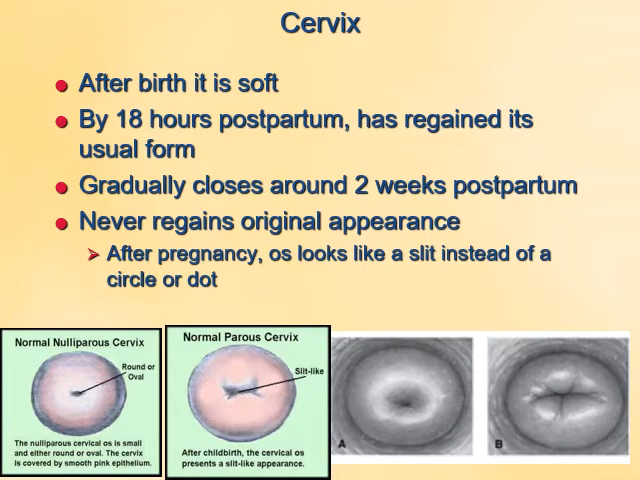 Cervix
After birth it is soft
By 18 hours postpartum, has regained its
usual form
Gradually closes around 2 weeks postpartum
Never regains original appearance
After pregnancy, os looks like a slit instead of a
circle or dot
Normal Nulliparous Cervix
Round or
Oval
The nulliparous cervical os is small
and either round or oval. The cervix
is covered by smooth pink epithelium.
Normal Parous Cervix
Slit-like
After childbirth, the cervical os
presents a slit-like appearance.
A
B